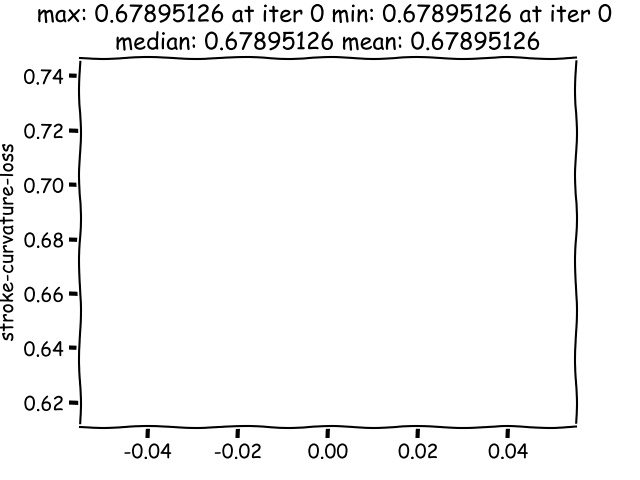 max: 0.67895126 at iter 0 min: 0.67895126 at iter 0
median: 0.67895126 mean: 0.67895126
stroke-curvature-loss
0.74
0.72
0.70
0.68
0.66
0.64
0.62
-0.04 -0.02 0.00 0.02 0.04